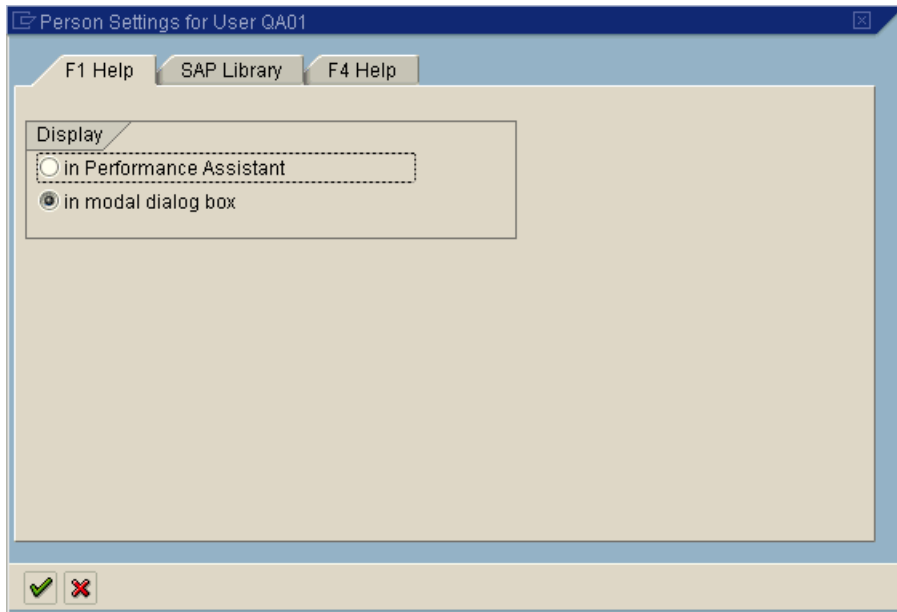 Person Settings for User QA01
F1 Help
SAP Library
F4 Help
Display
in Performance Assistant
in modal dialog box